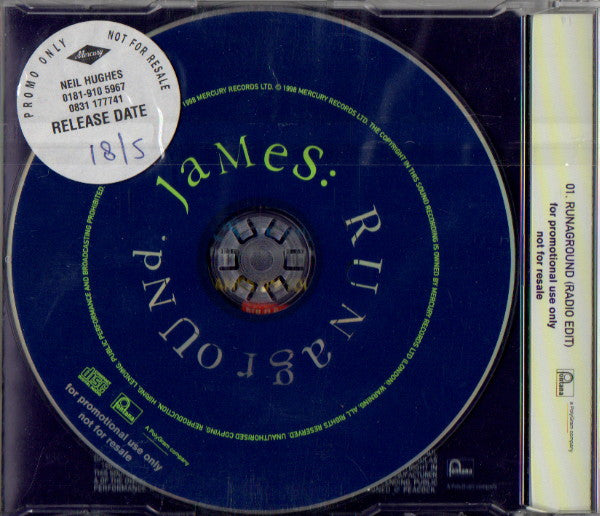 PROMO ONLY
NOT FOR RESALE
Mercury
NEIL HUGHES
0181-910 5967
0831 177741
RELEASE DATE
18/5
James:
RUNagroUNd.
1998 MERCURY RECORDS LTD. © 1998 MERCURY RECORDS LTD. THE COPYRIGHT IN THIS SOUND RECORDING IS OWNED BY MERCURY RECORDS LTD (LONDON). WARNING: ALL RIGHTS RESERVED. UNAUTHORISED COPYING, REPRODUCTION, HIRING, LENDING, PUBLIC PERFORMANCE AND BROADCASTING PROHIBITED.
disc
fontana
for promotional use only
not for resale
01. RUNAGROUND (RADIO EDIT)
for promotional use only
not for resale
fontana
a PolyGram company